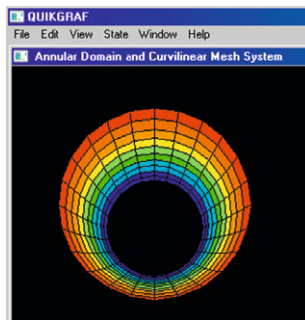 QUIKGRAF
File Edit View State Window Help
Annular Domain and Curvilinear Mesh System